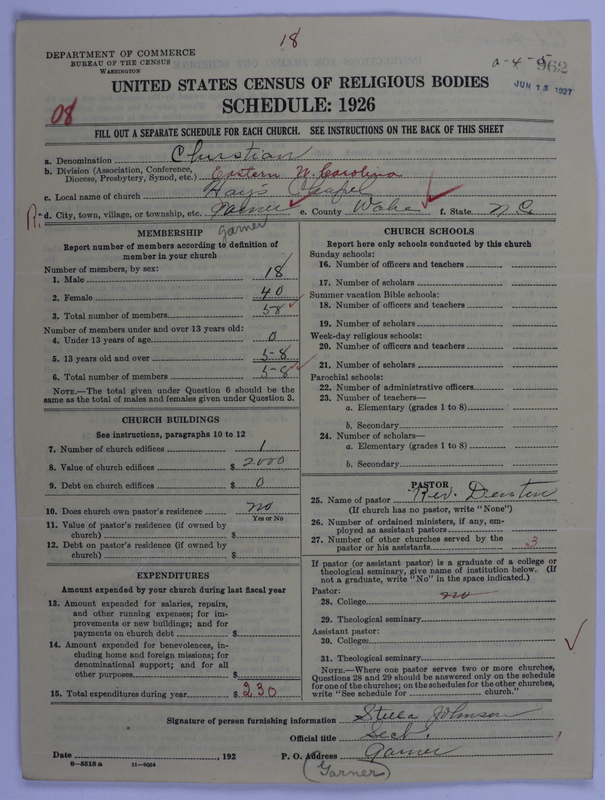 18
DEPARTMENT OF COMMERCE
BUREAU OF THE CENSUS
WASHINGTON
a-4-5
962
JUN 13 1927
UNITED STATES CENSUS OF RELIGIOUS BODIES
SCHEDULE: 1926
08
FILL OUT A SEPARATE SCHEDULE FOR EACH CHURCH. SEE INSTRUCTIONS ON THE BACK OF THIS SHEET
a. Denomination Christian
b. Division (Association, Conference, Diocese, Presbytery, Synod, etc.) Eastern N. Carolina
c. Local name of church Hays Chapel
R. d. City, town, village, or township, etc. Garner e. County Wake f. State N.C.
Garner
MEMBERSHIP
Report number of members according to definition of
member in your church
Number of members, by sex:
1. Male 18
2. Female 40
3. Total number of members 58
Number of members under and over 13 years old:
4. Under 13 years of age 0
5. 13 years old and over 58
6. Total number of members 58
NOTE.—The total given under Question 6 should be the
same as the total of males and females given under Question 3.
CHURCH BUILDINGS
See instructions, paragraphs 10 to 12
7. Number of church edifices 1
8. Value of church edifices $ 2000
9. Debt on church edifices $ 0
10. Does church own pastor's residence no
Yes or No
11. Value of pastor's residence (if owned by
church) $
12. Debt on pastor's residence (if owned by
church) $
EXPENDITURES
Amount expended by your church during last fiscal year
13. Amount expended for salaries, repairs,
and other running expenses; for im-
provements or new buildings; and for
payments on church debt $
14. Amount expended for benevolences, in-
cluding home and foreign missions; for
denominational support; and for all
other purposes $
15. Total expenditures during year $ 230
CHURCH SCHOOLS
Report here only schools conducted by this church
Sunday schools:
16. Number of officers and teachers
17. Number of scholars
Summer vacation Bible schools:
18. Number of officers and teachers
19. Number of scholars
Week-day religious schools:
20. Number of officers and teachers
21. Number of scholars
Parochial schools:
22. Number of administrative officers
23. Number of teachers—
a. Elementary (grades 1 to 8)
b. Secondary
24. Number of scholars—
a. Elementary (grades 1 to 8)
b. Secondary
PASTOR
25. Name of pastor Rev. Denton
(If church has no pastor, write "None")
26. Number of ordained ministers, if any, em-
ployed as assistant pastors
27. Number of other churches served by the
pastor or his assistants 3
If pastor (or assistant pastor) is a graduate of a college or
theological seminary, give name of institution below. (If
not a graduate, write "No" in the space indicated.)
Pastor:
28. College no
29. Theological seminary
Assistant pastor:
30. Colleges
31. Theological seminary
NOTE.—Where one pastor serves two or more churches,
Questions 28 and 29 should be answered only on the schedule
for one of the churches; on the schedules for the other churches,
write "See schedule for church."
Signature of person furnishing information Stella Johnson
Official title Sect.
Date , 192 P. O. Address Garner
8—5518 a 11—9064
(Garner)